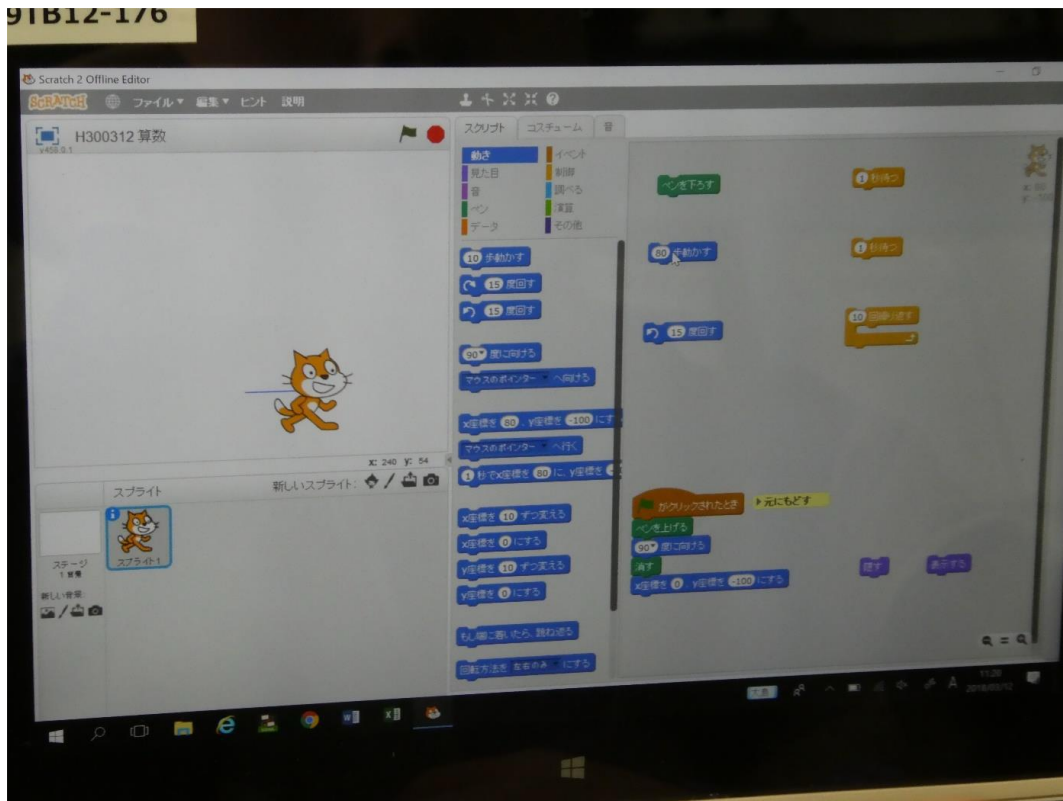 9TB12-176
Scratch 2 Offline Editor
SCRATCH ファイル 編集 ヒント 説明
H300312 算数
v458.0.1
スクリプト コスチューム 音
動き イベント
見た目 制御
音 調べる
ペン 演算
データ その他
10 歩動かす
15 度回す
15 度回す
90 度に向ける
マウスのポインター へ向ける
x座標を 80 、y座標を -100 にす
マウスのポインター へ行く
1 秒でx座標を 80 に、y座標を
x座標を 10 ずつ変える
x座標を 0 にする
y座標を 10 ずつ変える
y座標を 0 にする
もし端に着いたら、跳ね返る
回転方法を 左右のみ にする
ペンを下ろす
1 秒待つ
80 歩動かす
1 秒待つ
15 度回す
10 回繰り返す
がクリックされたとき
元にもどす
ペンを上げる
90 度に向ける
消す
x座標を 0 、y座標を -100 にする
隠す
表示する
x: 240 y: 54
スプライト 新しいスプライト:
スプライト1
ステージ
1 背景
新しい背景:
A
11:28
2018/03/12